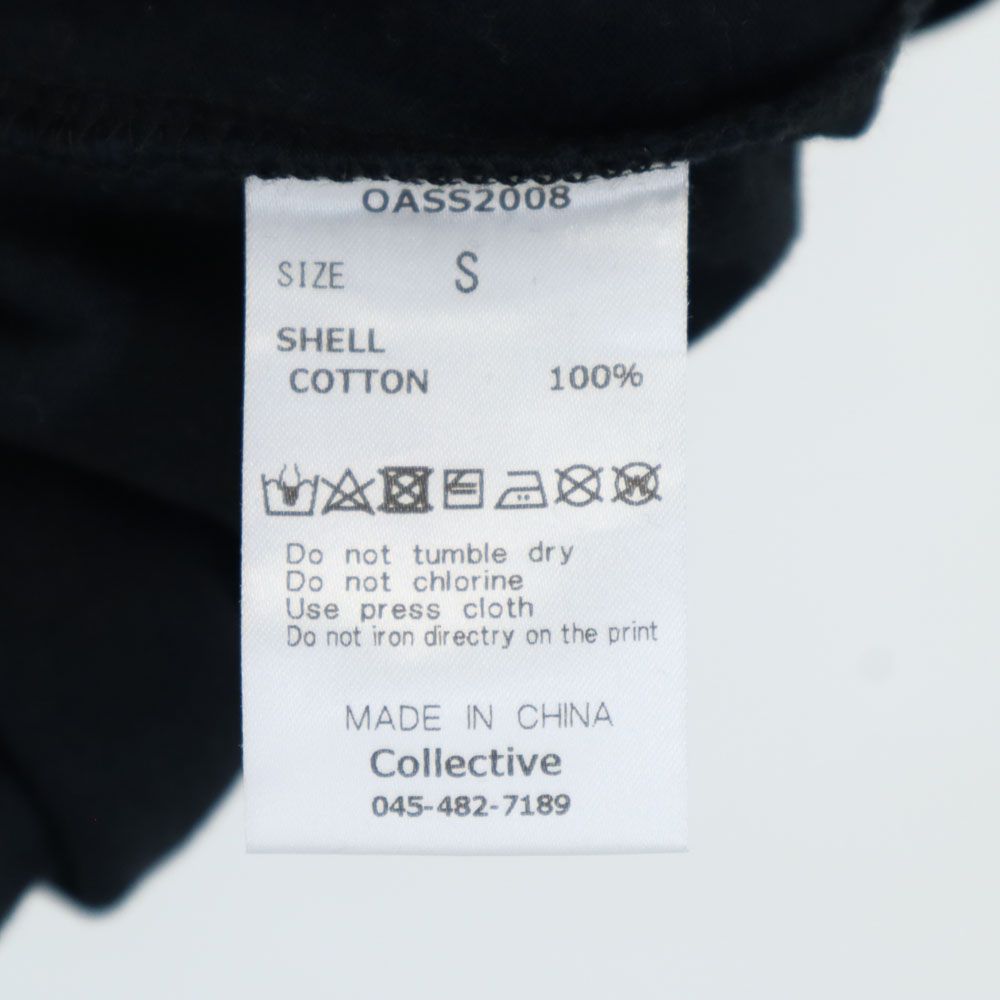 OASS2008
SIZE S
SHELL
COTTON 100%
Do not tumble dry
Do not chlorine
Use press cloth
Do not iron directry on the print
MADE IN CHINA
Collective
045-482-7189